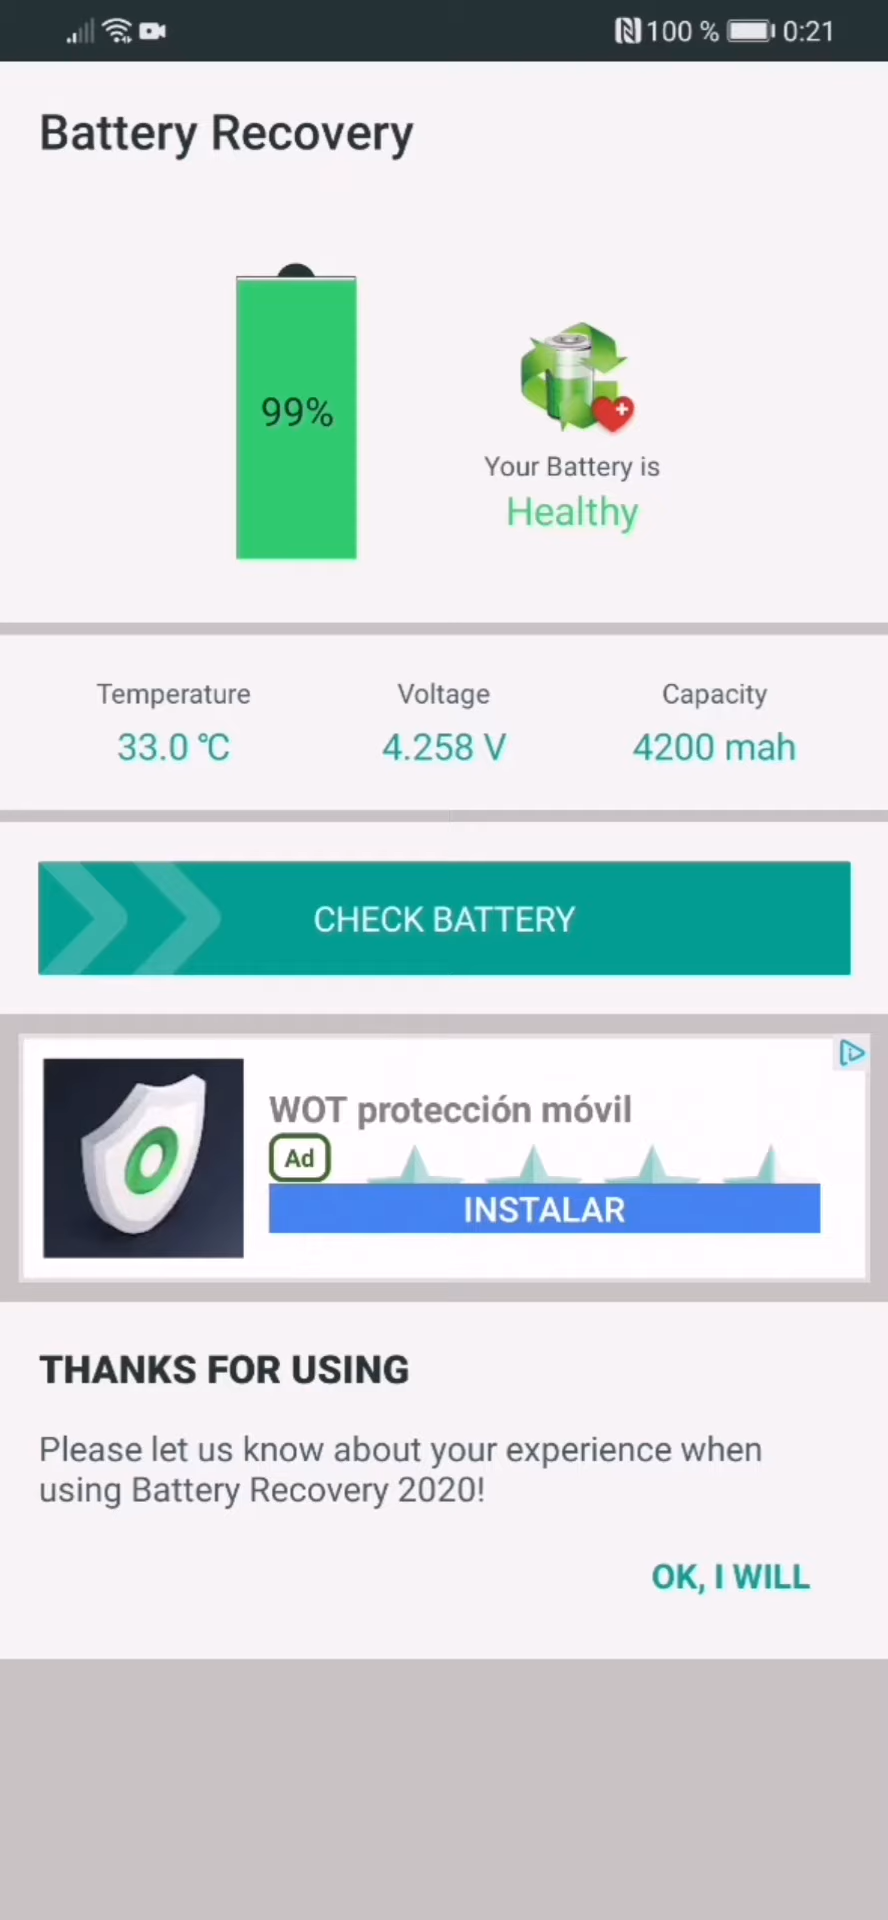 100 % 0:21
Battery Recovery
99%
Your Battery is
Healthy
Temperature
33.0 ℃
Voltage
4.258 V
Capacity
4200 mah
CHECK BATTERY
WOT protección móvil
Ad
INSTALAR
THANKS FOR USING
Please let us know about your experience when
using Battery Recovery 2020!
OK, I WILL